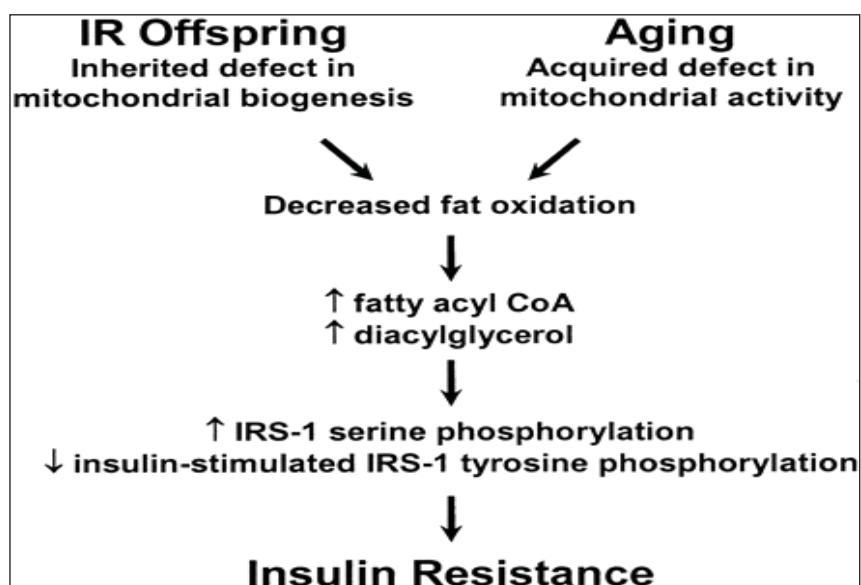 IR Offspring
Inherited defect in
mitochondrial biogenesis
Aging
Acquired defect in
mitochondrial activity
Decreased fat oxidation
↑ fatty acyl CoA
↑ diacylglycerol
↑ IRS-1 serine phosphorylation
↓ insulin-stimulated IRS-1 tyrosine phosphorylation
Insulin Resistance